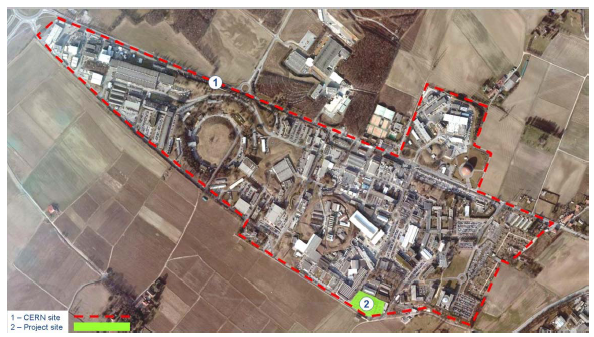 1
2
1 – CERN site
2 – Project site